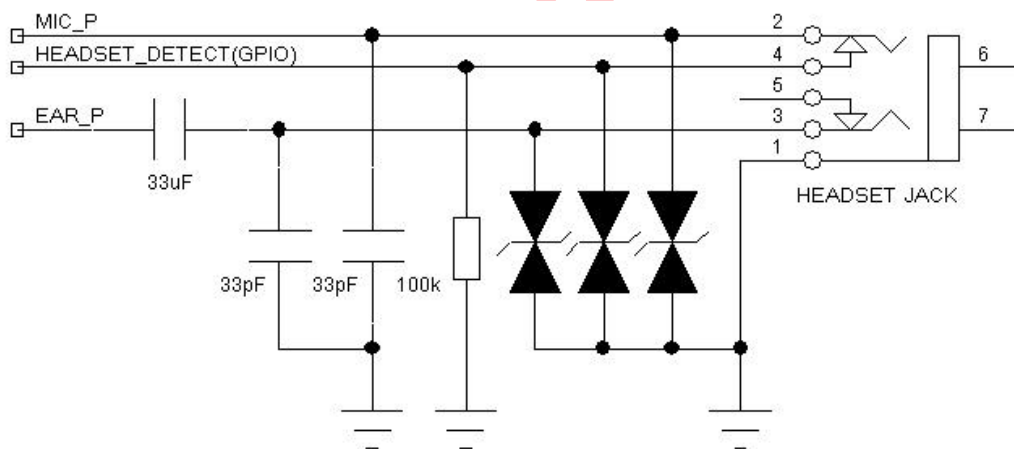 MIC_P
2
HEADSET_DETECT(GPIO)
4
6
5
EAR_P
3
7
1
33uF
HEADSET JACK
33pF
33pF
100k